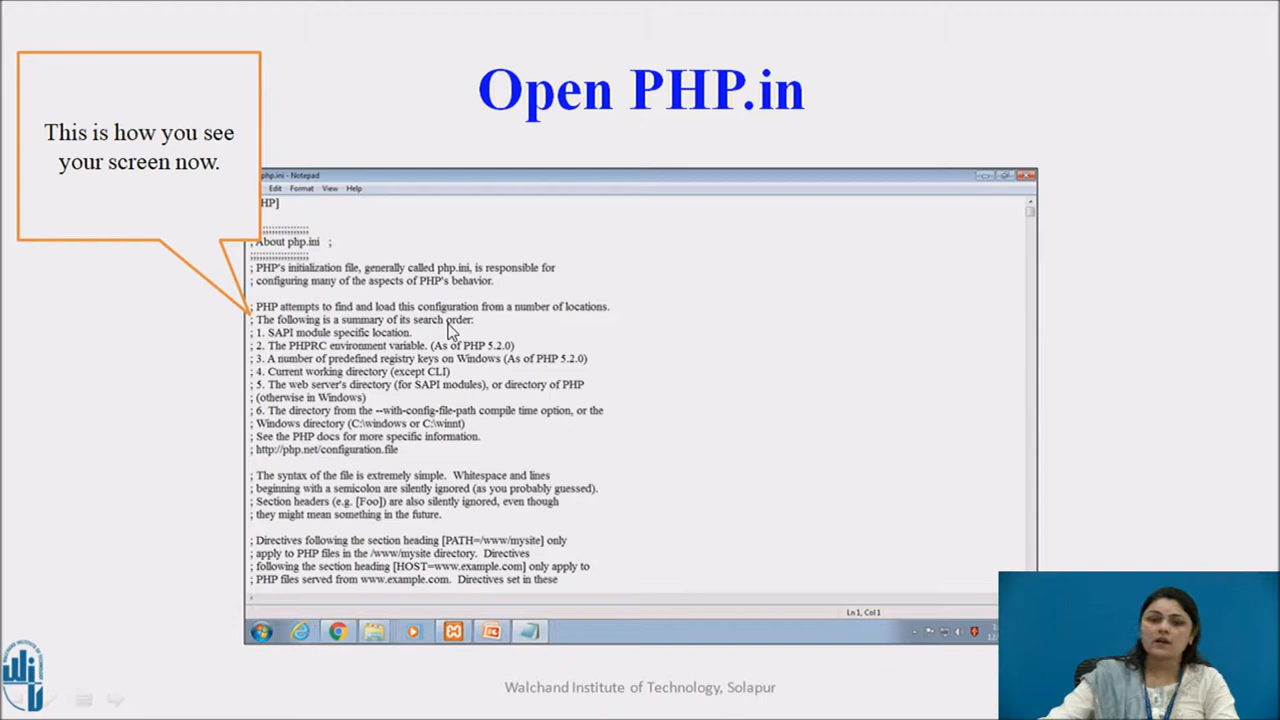 Open PHP.in
This is how you see
your screen now.
php.ini - Notepad
Edit Format View Help
HP]
;;;;;;;;;;;;;;;;;;;
; About php.ini ;
;;;;;;;;;;;;;;;;;;;
; PHP's initialization file, generally called php.ini, is responsible for
; configuring many of the aspects of PHP's behavior.
; PHP attempts to find and load this configuration from a number of locations.
; The following is a summary of its search order:
; 1. SAPI module specific location.
; 2. The PHPRC environment variable. (As of PHP 5.2.0)
; 3. A number of predefined registry keys on Windows (As of PHP 5.2.0)
; 4. Current working directory (except CLI)
; 5. The web server's directory (for SAPI modules), or directory of PHP
; (otherwise in Windows)
; 6. The directory from the --with-config-file-path compile time option, or the
; Windows directory (C:\windows or C:\winnt)
; See the PHP docs for more specific information.
; http://php.net/configuration.file
; The syntax of the file is extremely simple. Whitespace and lines
; beginning with a semicolon are silently ignored (as you probably guessed).
; Section headers (e.g. [Foo]) are also silently ignored, even though
; they might mean something in the future.
; Directives following the section heading [PATH=/www/mysite] only
; apply to PHP files in the /www/mysite directory. Directives
; following the section heading [HOST=www.example.com] only apply to
; PHP files served from www.example.com. Directives set in these
Ln 1, Col 1
Walchand Institute of Technology, Solapur